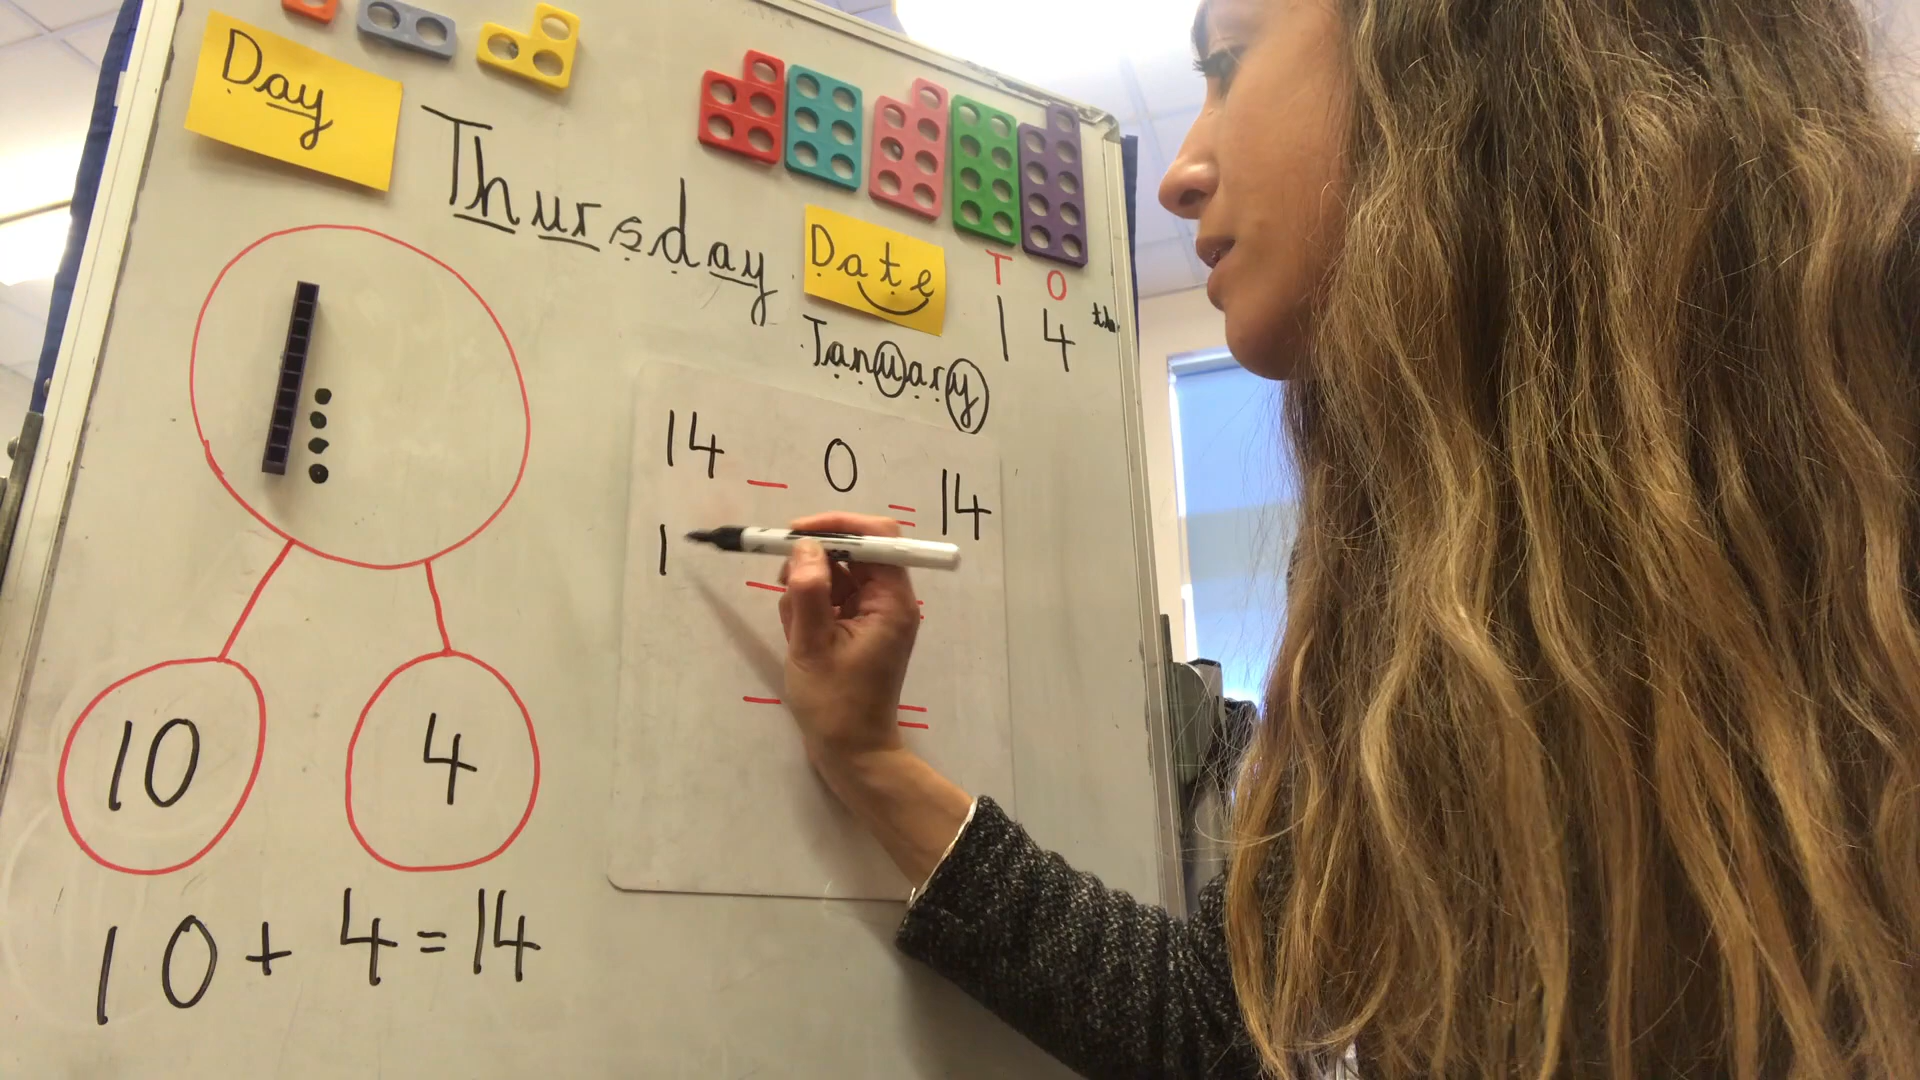 Day
Thursday
Date
T O
14th
January
14 - 0 = 14
1 - =
- =
10 4
10 + 4 = 14